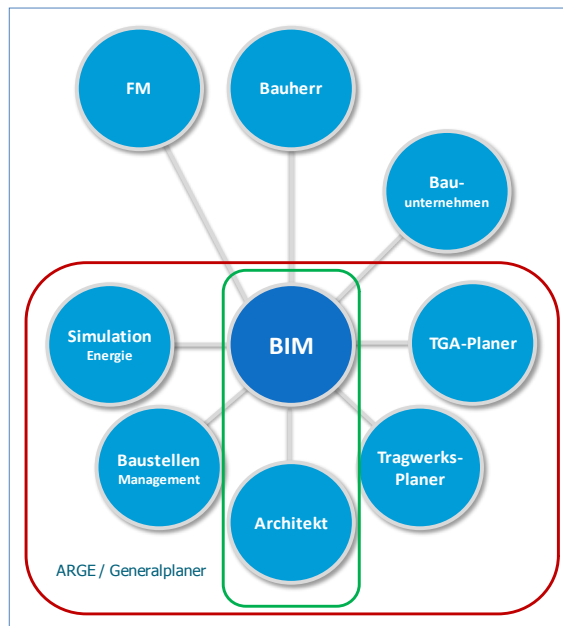 FM
Bauherr
Bau-
unternehmen
Simulation
Energie
BIM
TGA-Planer
Baustellen
Management
Tragwerks-
Planer
Architekt
ARGE / Generalplaner